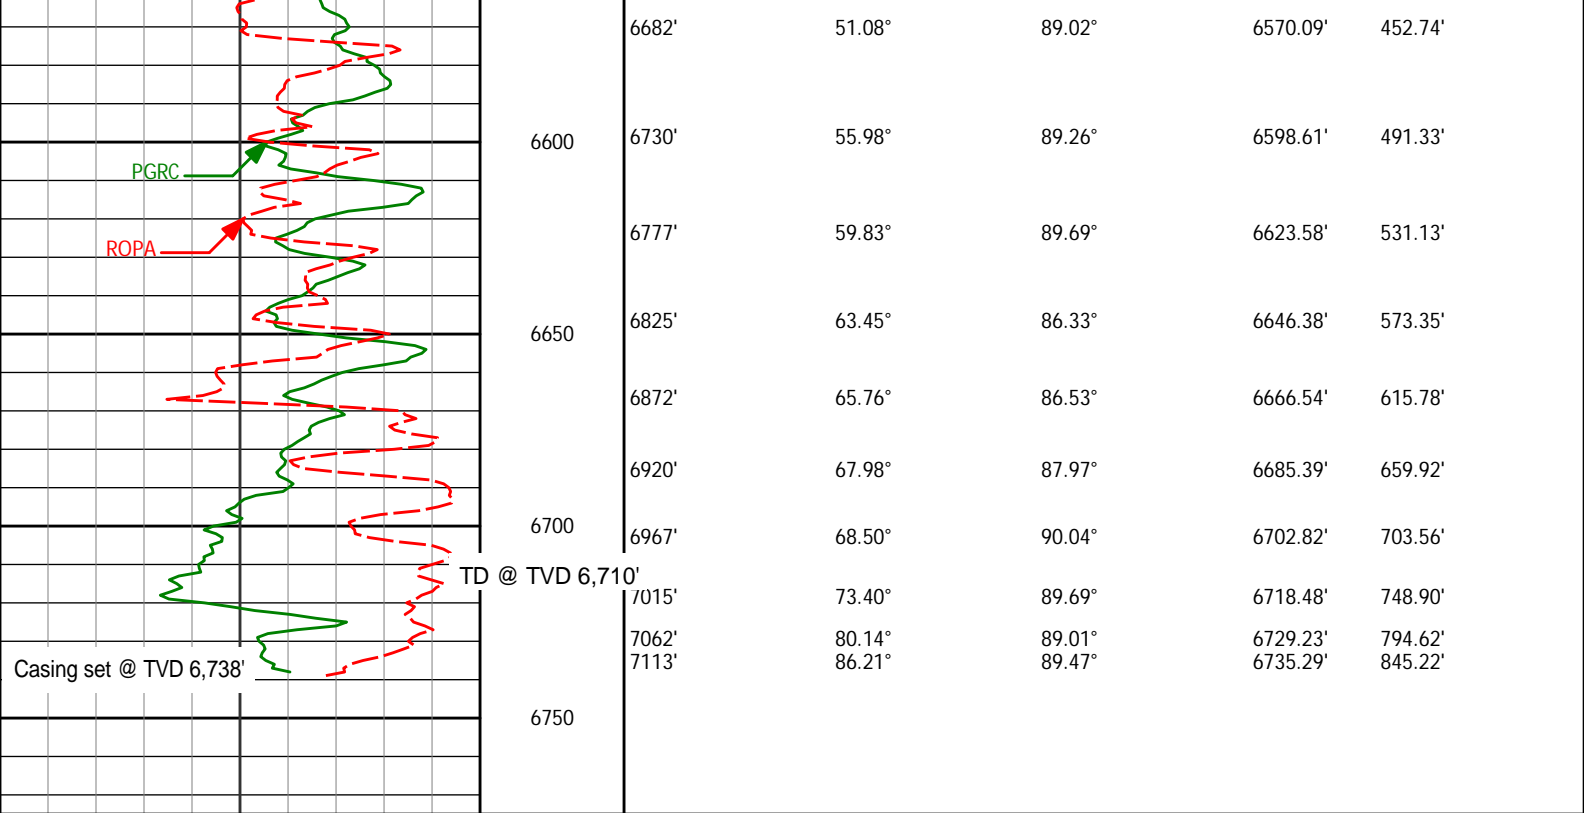 6682' 51.08° 89.02° 6570.09' 452.74'
6600 6730' 55.98° 89.26° 6598.61' 491.33'
PGRC
6777' 59.83° 89.69° 6623.58' 531.13'
ROPA
6650 6825' 63.45° 86.33° 6646.38' 573.35'
6872' 65.76° 86.53° 6666.54' 615.78'
6920' 67.98° 87.97° 6685.39' 659.92'
6700 6967' 68.50° 90.04° 6702.82' 703.56'
TD @ TVD 6,710'
7015' 73.40° 89.69° 6718.48' 748.90'
7062' 80.14° 89.01° 6729.23' 794.62'
Casing set @ TVD 6,738' 7113' 86.21° 89.47° 6735.29' 845.22'
6750